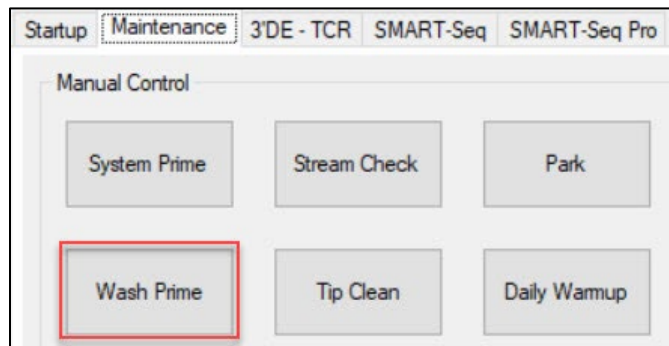 Startup Maintenance 3'DE - TCR SMART-Seq SMART-Seq Pro
Manual Control
System Prime Stream Check Park
Wash Prime Tip Clean Daily Warmup